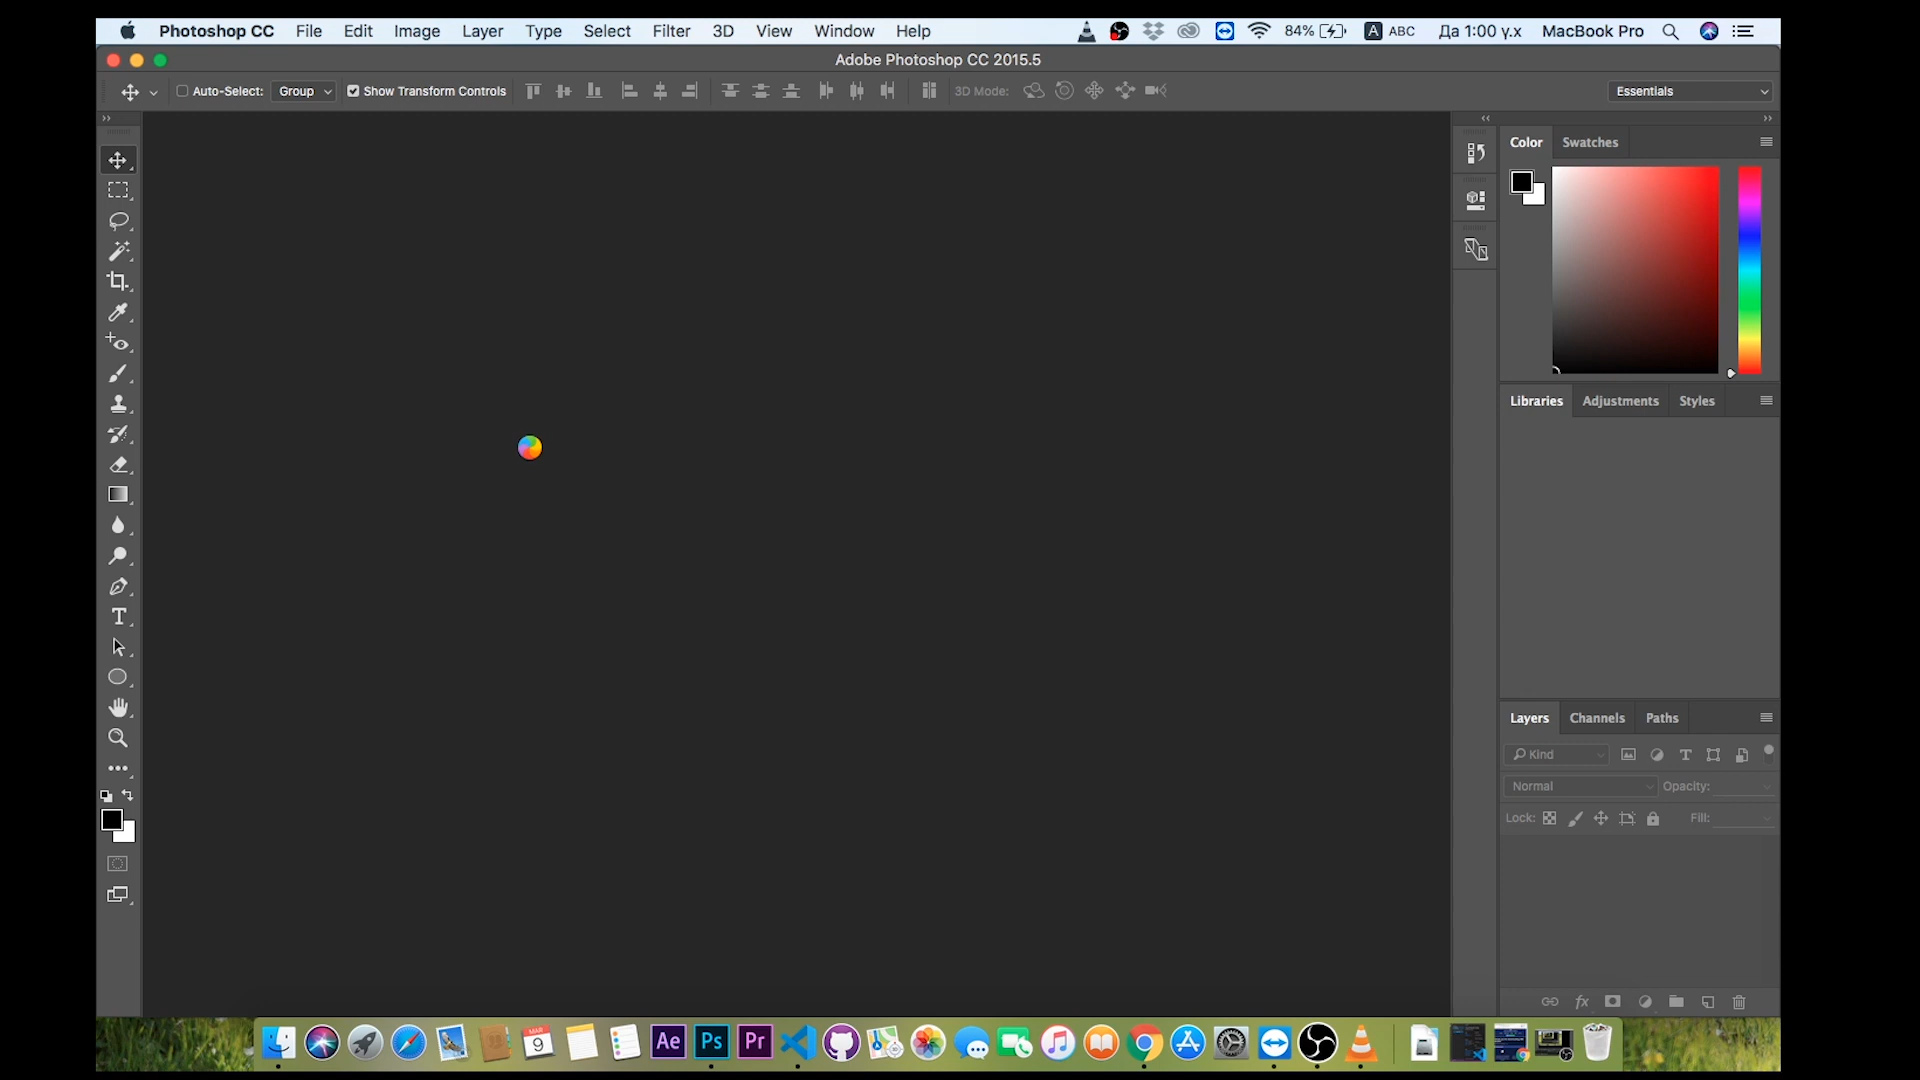 Photoshop CC File Edit Image Layer Type Select Filter 3D View Window Help 84% A ABC Да 1:00 γ.x MacBook Pro
Adobe Photoshop CC 2015.5
Auto-Select: Group Show Transform Controls 3D Mode: Essentials
Color Swatches
Libraries Adjustments Styles
Layers Channels Paths
Kind
Normal Opacity:
Lock: Fill:
MAR
9
Ae Ps Pr